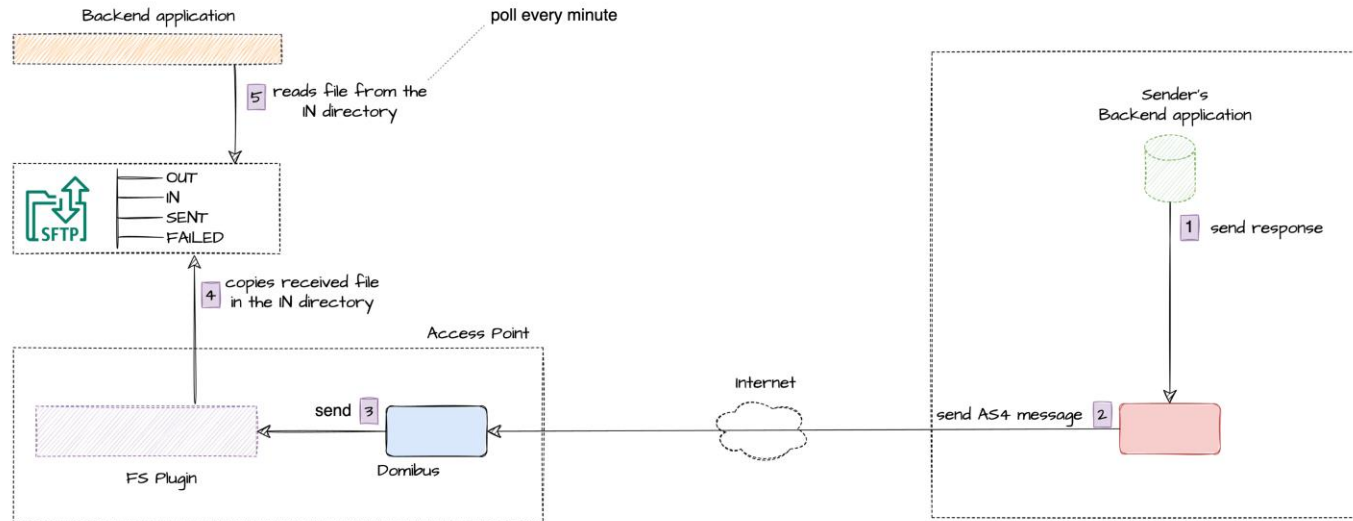 Backend application
poll every minute
5
reads file from the
IN directory
OUT
IN
SENT
FAILED
SFTP
4
copies received file
in the IN directory
Access Point
send
3
FS Plugin
Domibus
Internet
Sender's
Backend application
1
send response
send AS4 message
2